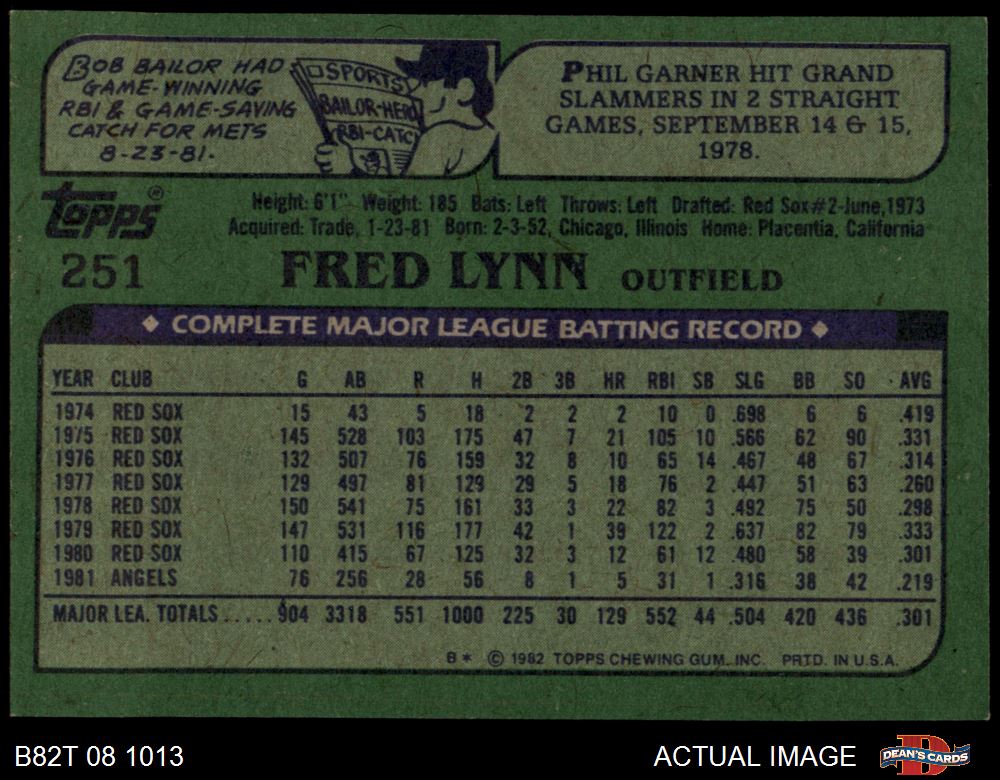 BOB BAILOR HAD
GAME-WINNING
RBI & GAME-SAVING
CATCH FOR METS
8-23-81.
SPORTS
BAILOR-HERO
RBI-CATC
PHIL GARNER HIT GRAND
SLAMMERS IN 2 STRAIGHT
GAMES, SEPTEMBER 14 & 15,
1978.
TOPPS®
Height: 6'1" Weight: 185 Bats: Left Throws: Left Drafted: Red Sox#2-June,1973
Acquired: Trade, 1-23-81 Born: 2-3-52, Chicago, Illinois Home: Placentia, California
251 FRED LYNN OUTFIELD
◆ COMPLETE MAJOR LEAGUE BATTING RECORD ◆
YEAR CLUB G AB R H 2B 3B HR RBI SB SLG BB SO AVG
1974 RED SOX 15 43 5 18 2 2 2 10 0 .698 6 6 .419
1975 RED SOX 145 528 103 175 47 7 21 105 10 .566 62 90 .331
1976 RED SOX 132 507 76 159 32 8 10 65 14 .467 48 67 .314
1977 RED SOX 129 497 81 129 29 5 18 76 2 .447 51 63 .260
1978 RED SOX 150 541 75 161 33 3 22 82 3 .492 75 50 .298
1979 RED SOX 147 531 116 177 42 1 39 122 2 .637 82 79 .333
1980 RED SOX 110 415 67 125 32 3 12 61 12 .480 58 39 .301
1981 ANGELS 76 256 28 56 8 1 5 31 1 .316 38 42 .219
MAJOR LEA. TOTALS ..... 904 3318 551 1000 225 30 129 552 44 .504 420 436 .301
B* © 1982 TOPPS CHEWING GUM, INC. PRTD. IN U.S.A.
B82T 08 1013 ACTUAL IMAGE DEAN'S CARDS